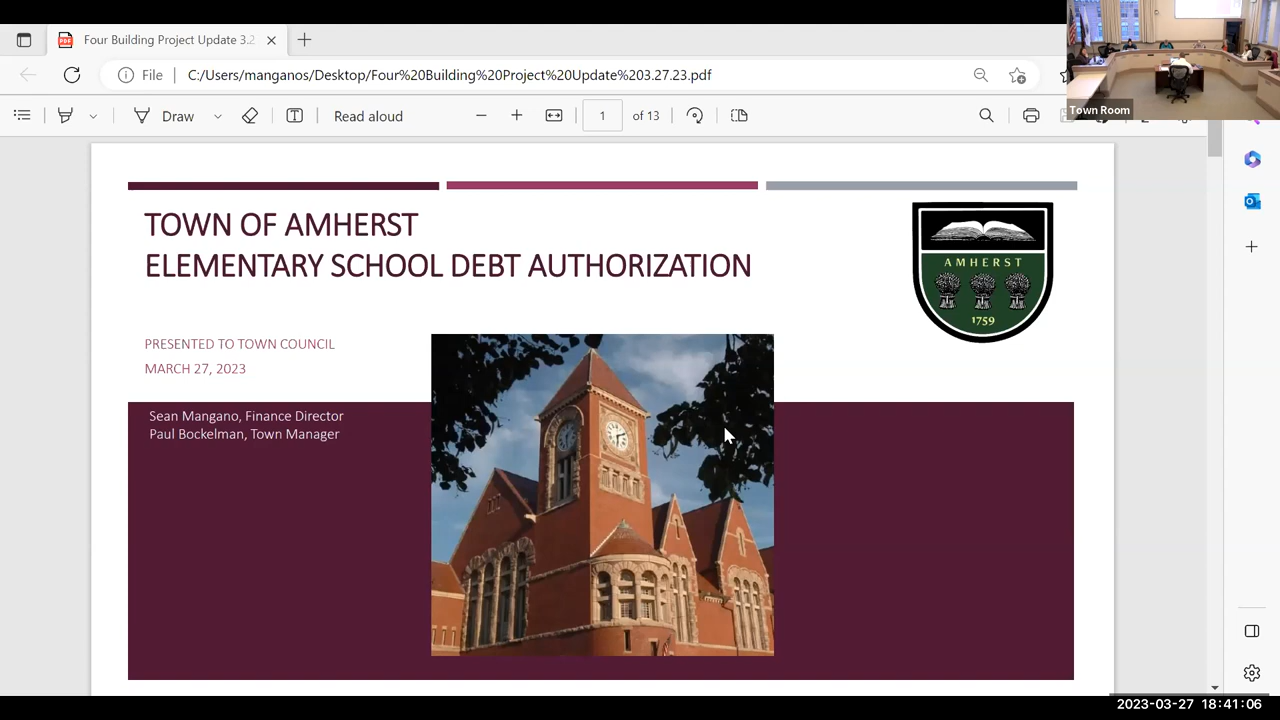 Four Building Project Update 3.2
File
C:/Users/manganos/Desktop/Four%20Building%20Project%20Update%203.27.23.pdf
Town Room
Draw
Read aloud
1
of 13
TOWN OF AMHERST
ELEMENTARY SCHOOL DEBT AUTHORIZATION
AMHERST
1759
PRESENTED TO TOWN COUNCIL
MARCH 27, 2023
Sean Mangano, Finance Director
Paul Bockelman, Town Manager
2023-03-27 18:41:06